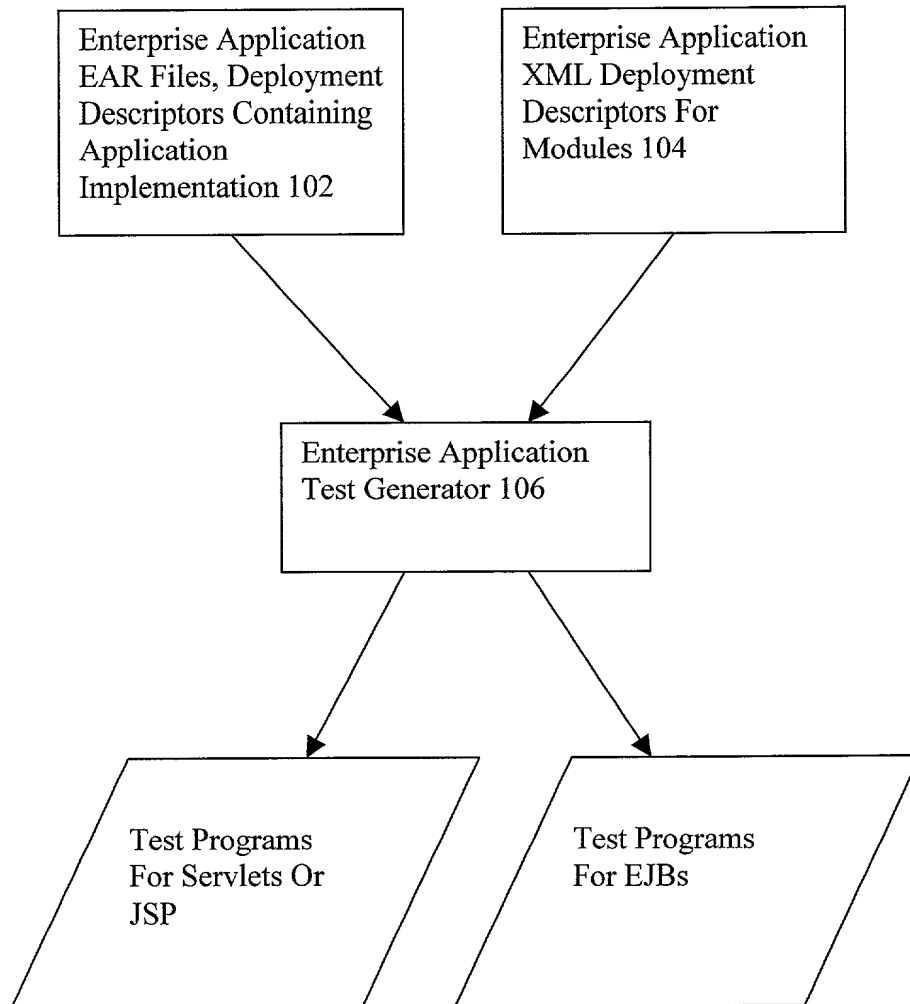 Enterprise Application
EAR Files, Deployment
Descriptors Containing
Application
Implementation 102
Enterprise Application
XML Deployment
Descriptors For
Modules 104
Enterprise Application
Test Generator 106
Test Programs
For Servlets Or
JSP
Test Programs
For EJBs